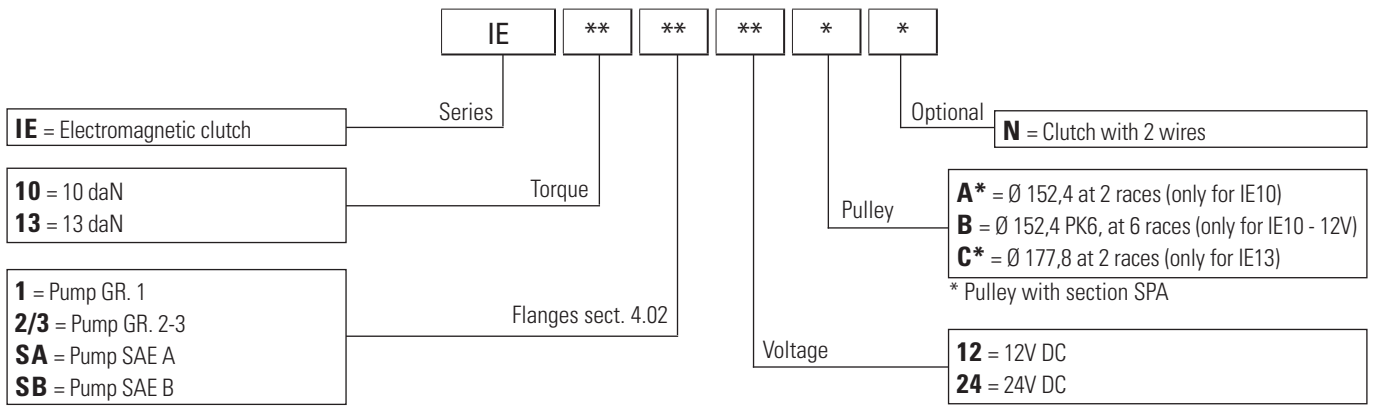 IE ** ** ** * *
Series
IE = Electromagnetic clutch
Optional
N = Clutch with 2 wires
Torque
10 = 10 daN
13 = 13 daN
Pulley
A* = Ø 152,4 at 2 races (only for IE10)
B = Ø 152,4 PK6, at 6 races (only for IE10 - 12V)
C* = Ø 177,8 at 2 races (only for IE13)
* Pulley with section SPA
Flanges sect. 4.02
1 = Pump GR. 1
2/3 = Pump GR. 2-3
SA = Pump SAE A
SB = Pump SAE B
Voltage
12 = 12V DC
24 = 24V DC